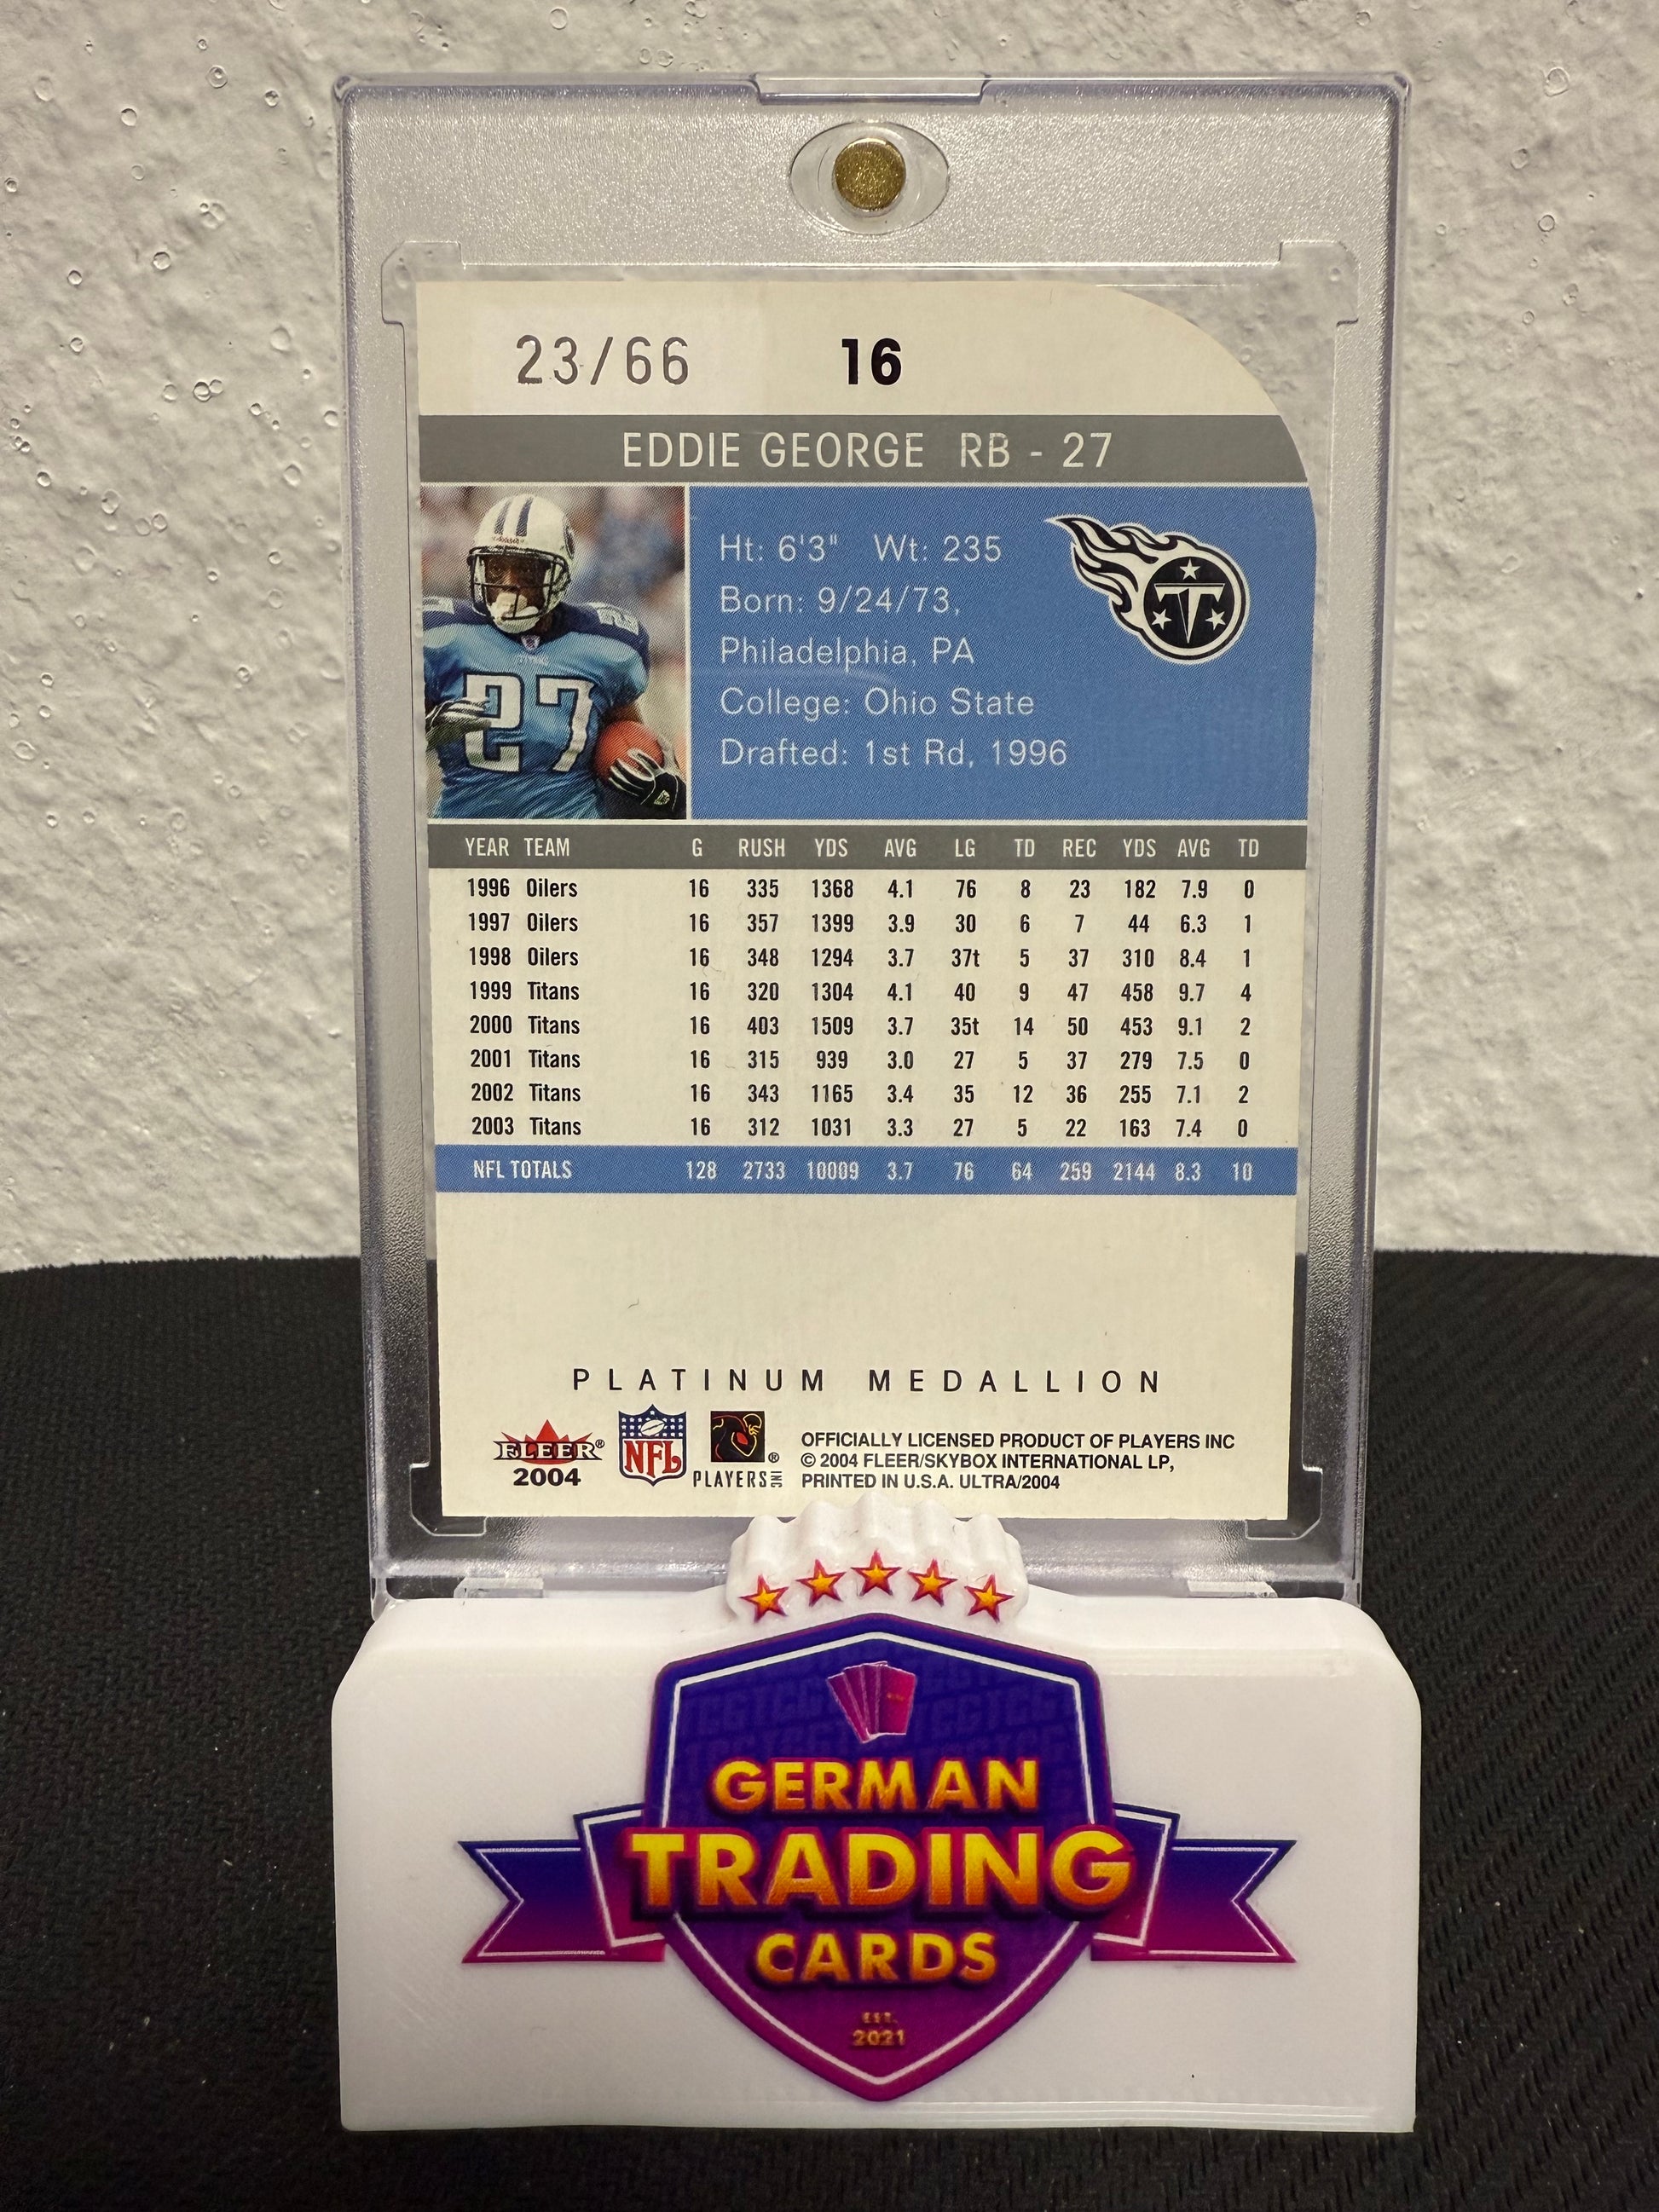 23/66 16
EDDIE GEORGE RB - 27
Ht: 6'3" Wt: 235
Born: 9/24/73,
Philadelphia, PA
College: Ohio State
Drafted: 1st Rd, 1996
27
YEAR TEAM G RUSH YDS AVG LG TD REC YDS AVG TD
1996 Oilers 16 335 1368 4.1 76 8 23 182 7.9 0
1997 Oilers 16 357 1399 3.9 30 6 7 44 6.3 1
1998 Oilers 16 348 1294 3.7 37t 5 37 310 8.4 1
1999 Titans 16 320 1304 4.1 40 9 47 458 9.7 4
2000 Titans 16 403 1509 3.7 35t 14 50 453 9.1 2
2001 Titans 16 315 939 3.0 27 5 37 279 7.5 0
2002 Titans 16 343 1165 3.4 35 12 36 255 7.1 2
2003 Titans 16 312 1031 3.3 27 5 22 163 7.4 0
NFL TOTALS 128 2733 10009 3.7 76 64 259 2144 8.3 10
PLATINUM MEDALLION
FLEER®
2004
NFL
PLAYERS INC ®
OFFICIALLY LICENSED PRODUCT OF PLAYERS INC
© 2004 FLEER/SKYBOX INTERNATIONAL LP,
PRINTED IN U.S.A. ULTRA/2004
GERMAN
TRADING
CARDS
EST.
2021